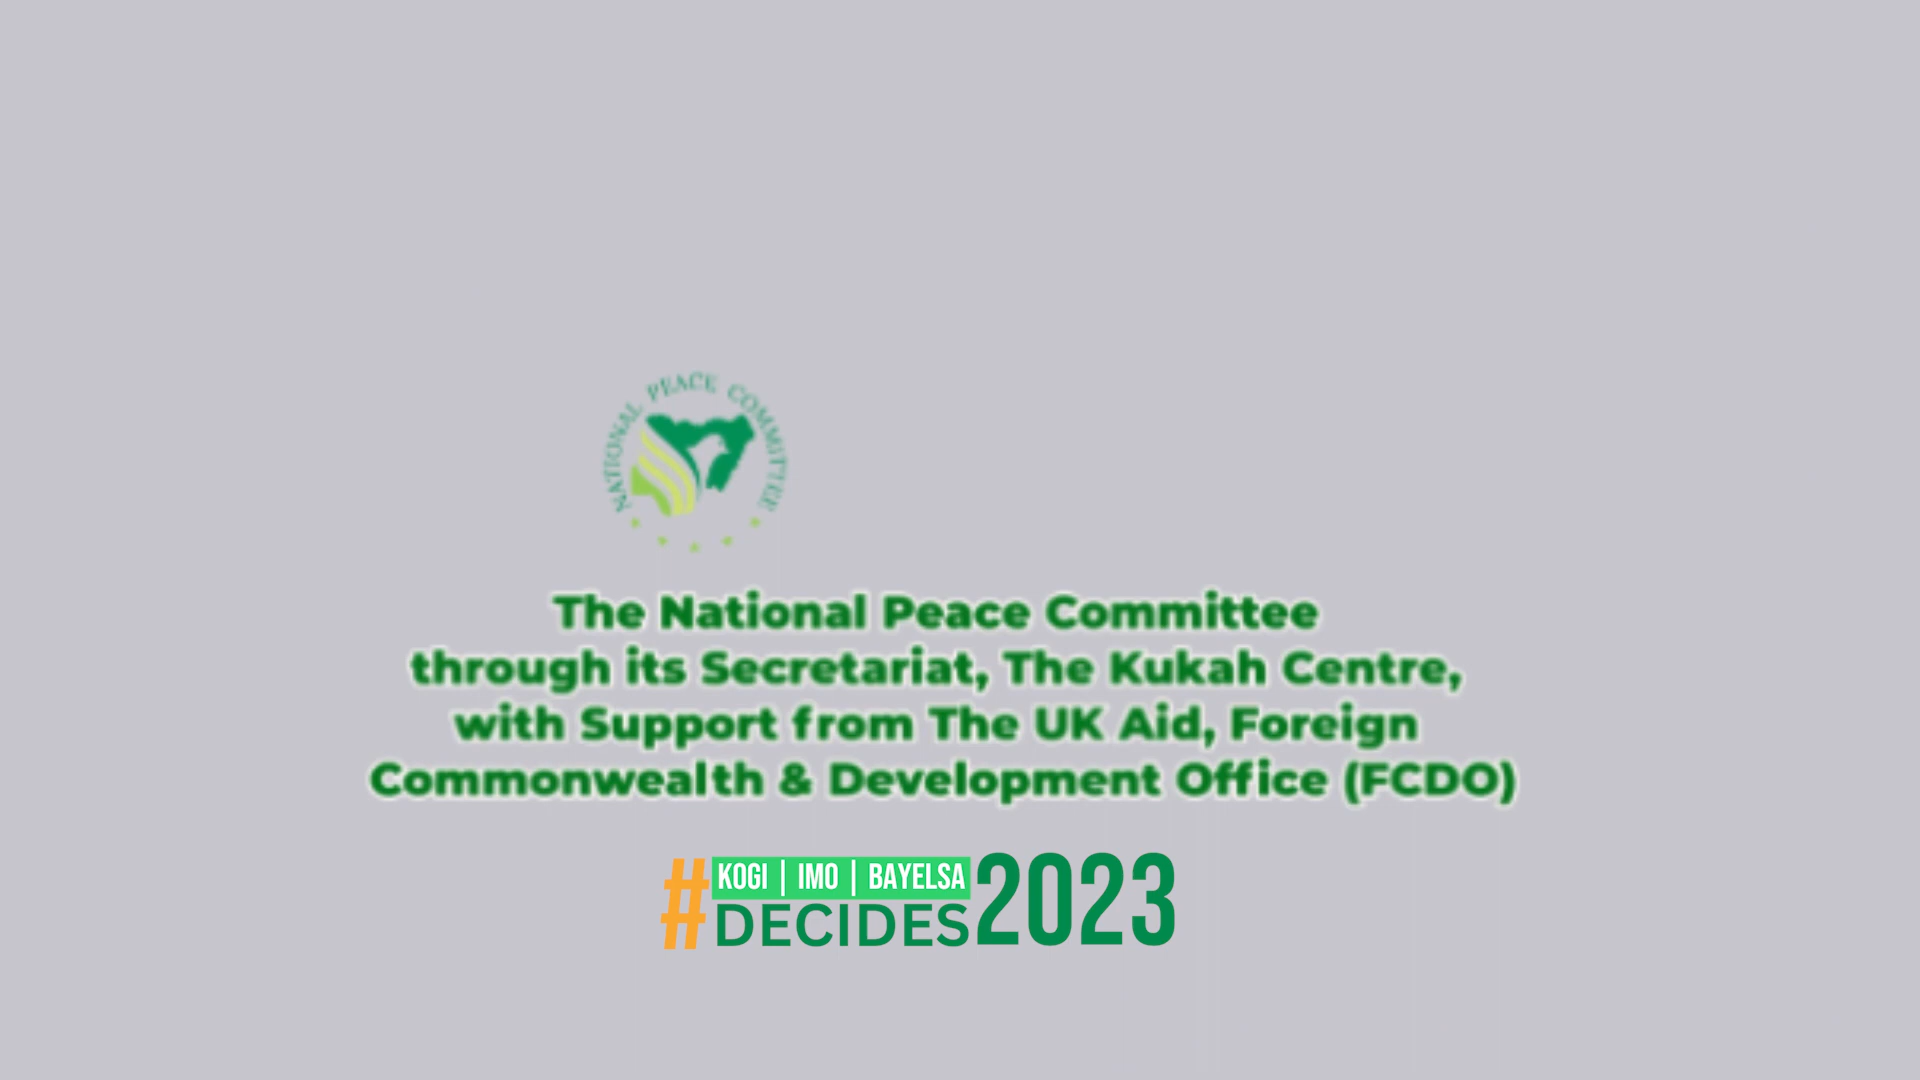 NATIONAL PEACE COMMITTEE
The National Peace Committee
through its Secretariat, The Kukah Centre,
with Support from The UK Aid, Foreign
Commonwealth & Development Office (FCDO)
#KOGI | IMO | BAYELSA
DECIDES2023